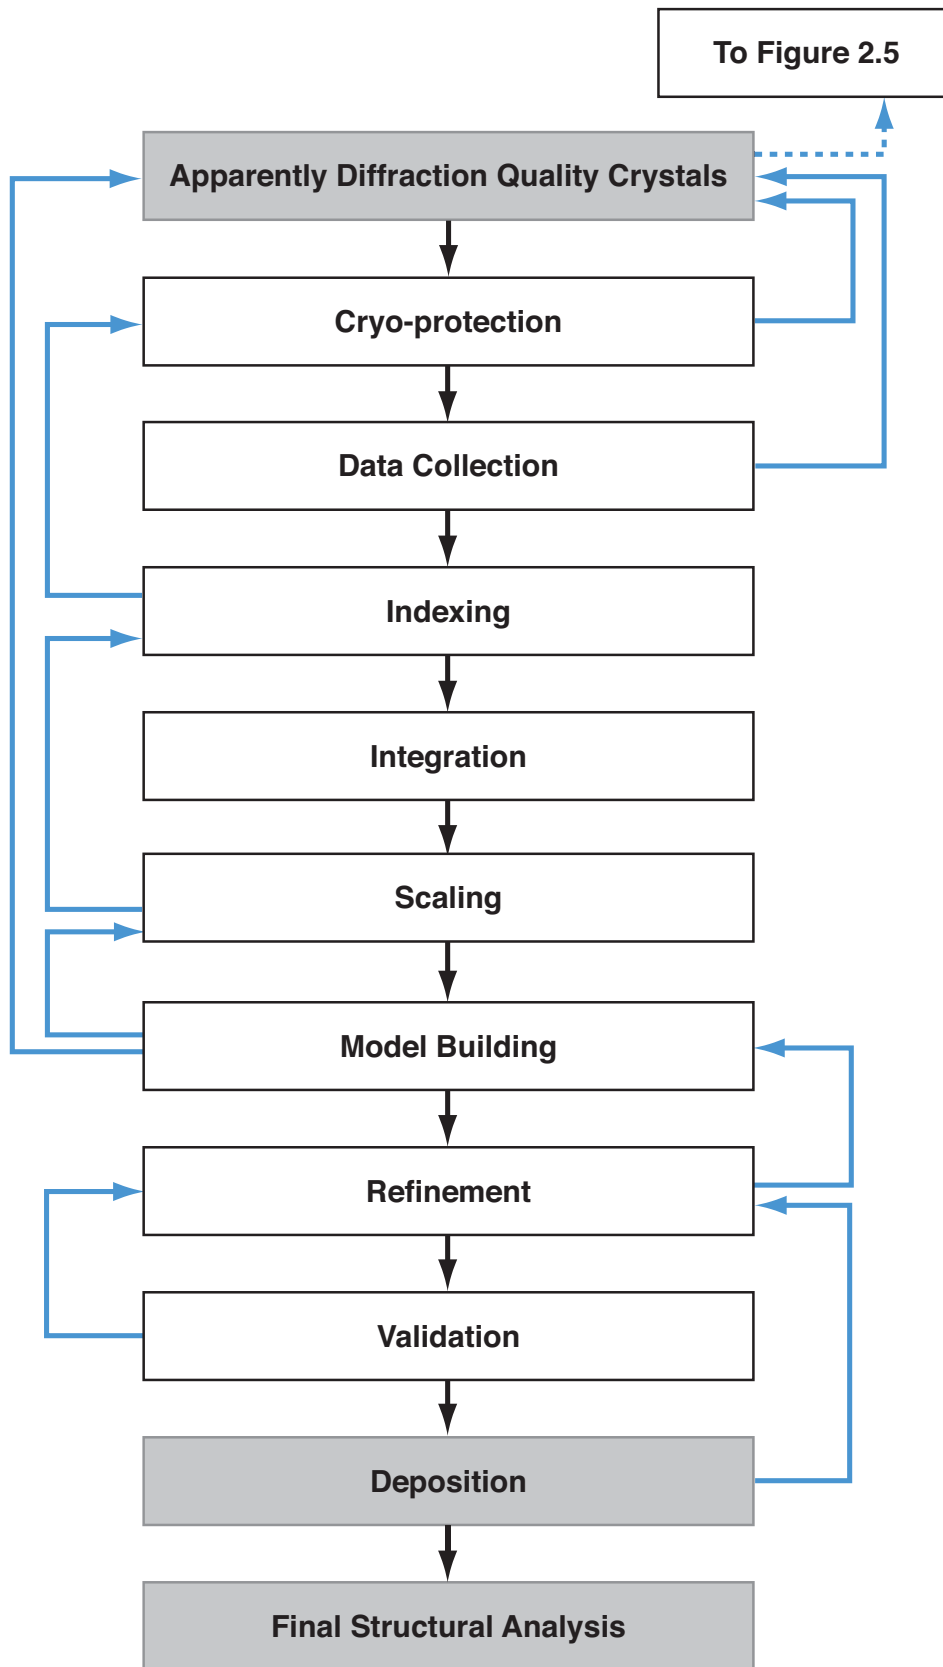 To Figure 2.5
Apparently Diffraction Quality Crystals
Cryo-protection
Data Collection
Indexing
Integration
Scaling
Model Building
Refinement
Validation
Deposition
Final Structural Analysis